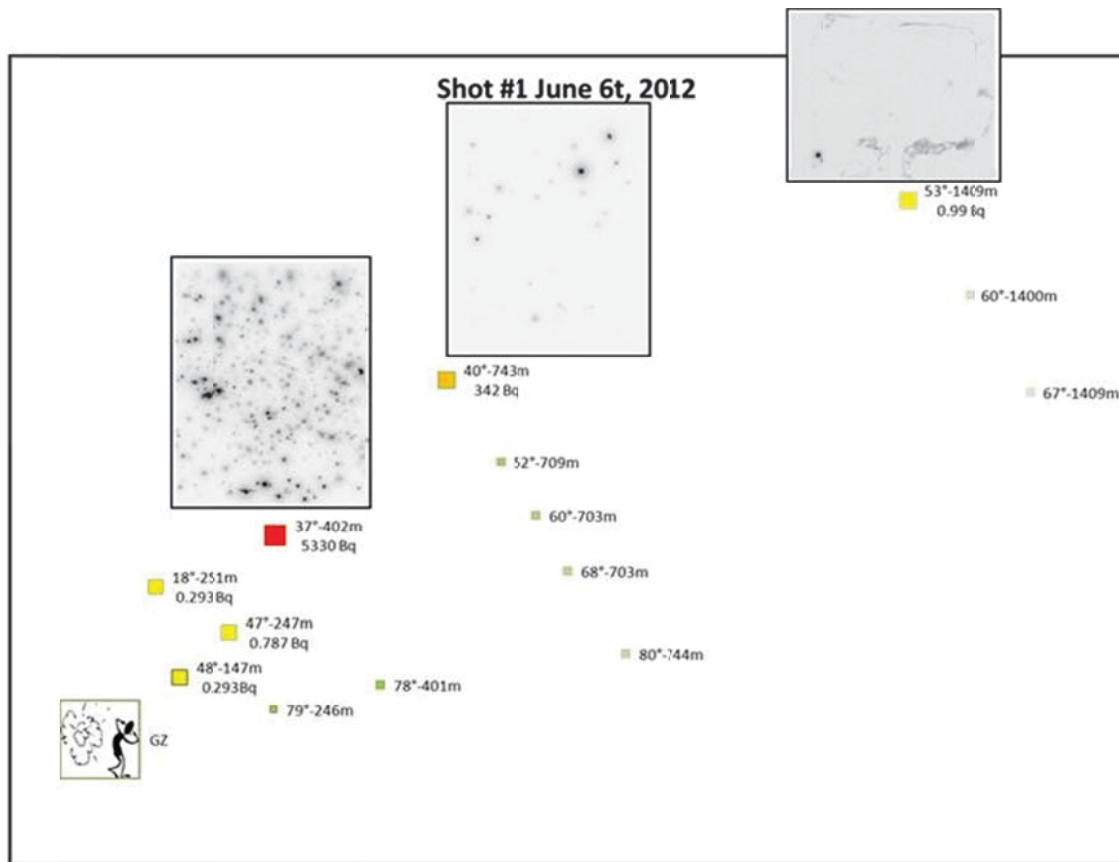 Shot #1 June 6t, 2012
53°-1409m
0.99 Bq
60°-1400m
40°-743m
342 Bq
67°-1409m
52°-709m
60°-703m
37°-402m
5330 Bq
68°-703m
18°-251m
0.293Bq
47°-247m
0.787 Bq
80°-744m
48°-147m
0.293Bq
78°-401m
79°-246m
GZ